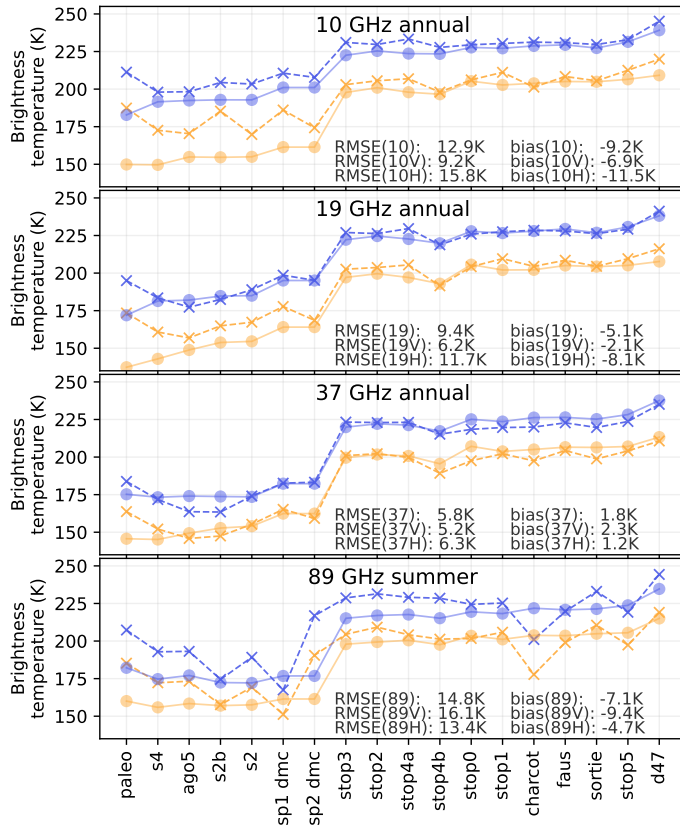 10 GHz annual
250
225
200
175
150
Brightness
temperature (K)
RMSE(10): 12.9K bias(10): -9.2K
RMSE(10V): 9.2K bias(10V): -6.9K
RMSE(10H): 15.8K bias(10H): -11.5K
19 GHz annual
250
225
200
175
150
Brightness
temperature (K)
RMSE(19): 9.4K bias(19): -5.1K
RMSE(19V): 6.2K bias(19V): -2.1K
RMSE(19H): 11.7K bias(19H): -8.1K
37 GHz annual
250
225
200
175
150
Brightness
temperature (K)
RMSE(37): 5.8K bias(37): 1.8K
RMSE(37V): 5.2K bias(37V): 2.3K
RMSE(37H): 6.3K bias(37H): 1.2K
89 GHz summer
250
225
200
175
150
Brightness
temperature (K)
RMSE(89): 14.8K bias(89): -7.1K
RMSE(89V): 16.1K bias(89V): -9.4K
RMSE(89H): 13.4K bias(89H): -4.7K
paleo
s4
ago5
s2b
s2
sp1 dmc
sp2 dmc
stop3
stop2
stop4a
stop4b
stop0
stop1
charcot
faus
sortie
stop5
d47